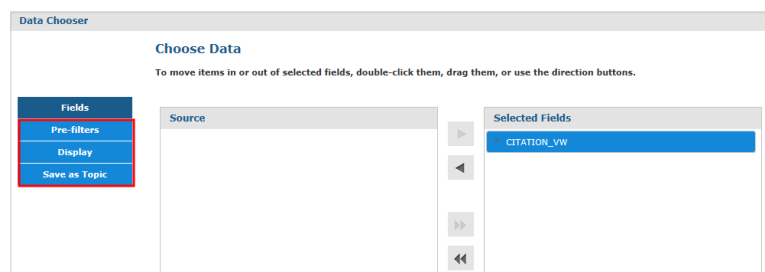 Data Chooser
Choose Data
To move items in or out of selected fields, double-click them, drag them, or use the direction buttons.
Fields
Pre-filters
Display
Save as Topic
Source
Selected Fields
CITATION_VW